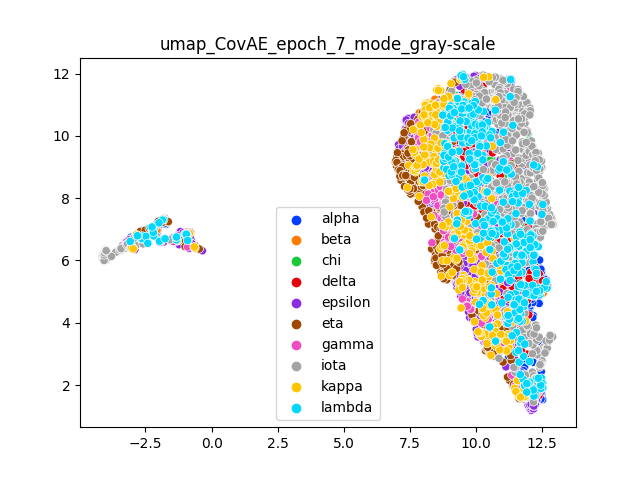 umap_CovAE_epoch_7_mode_gray-scale
12
10
8
6
4
2
alpha
beta
chi
delta
epsilon
eta
gamma
iota
kappa
lambda
−2.5 0.0 2.5 5.0 7.5 10.0 12.5